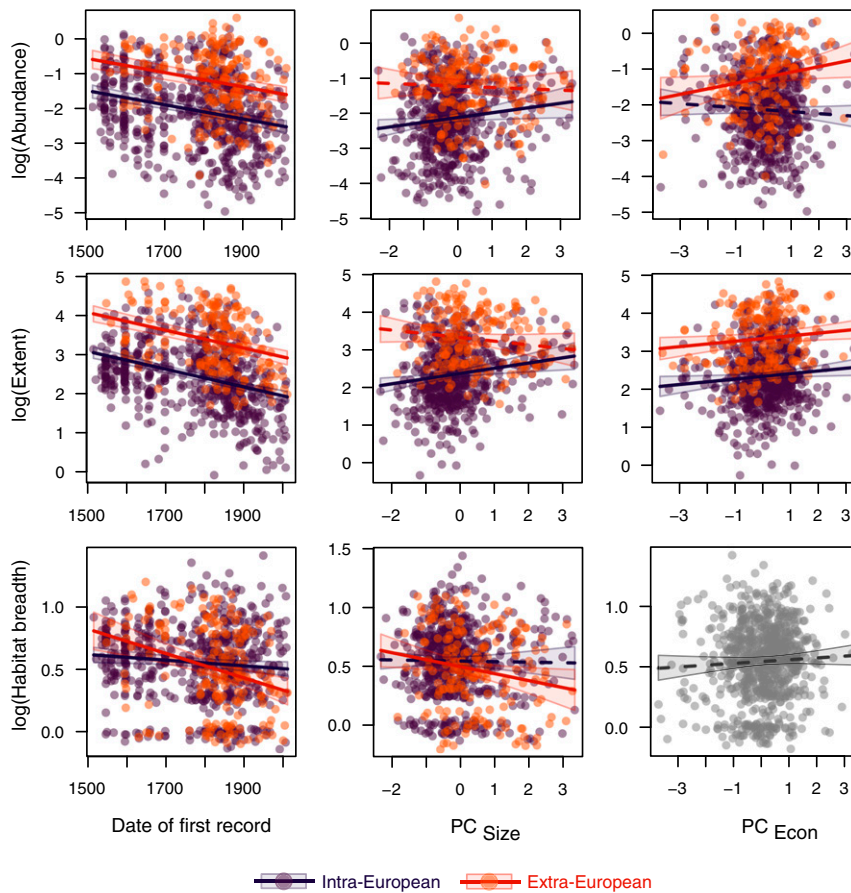 log(Abundance)
0
−1
−2
−3
−4
−5
1500 1700 1900
0
−1
−2
−3
−4
−5
−2 0 1 2 3
0
−1
−2
−3
−4
−5
−3 −1 1 2 3
log(Extent)
5
4
3
2
1
0
1500 1700 1900
5
4
3
2
1
0
−2 0 1 2 3
5
4
3
2
1
0
−3 −1 1 2 3
log(Habitat breadth)
1.0
0.5
0.0
1500 1700 1900
1.5
1.0
0.5
0.0
−2 0 1 2 3
1.0
0.5
0.0
−3 −1 0 1 2 3
Date of first record
PC Size
PC Econ
Intra-European Extra-European